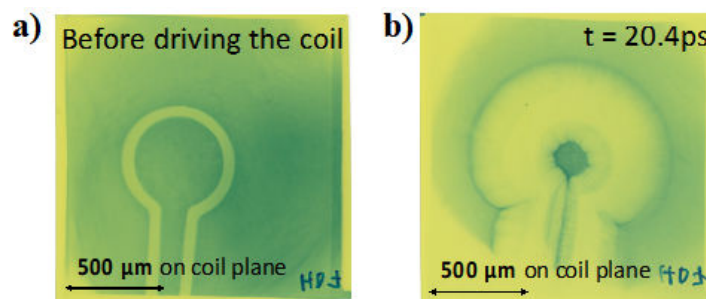 a)
Before driving the coil
500 μm on coil plane
b)
t = 20.4ps
500 μm on coil plane